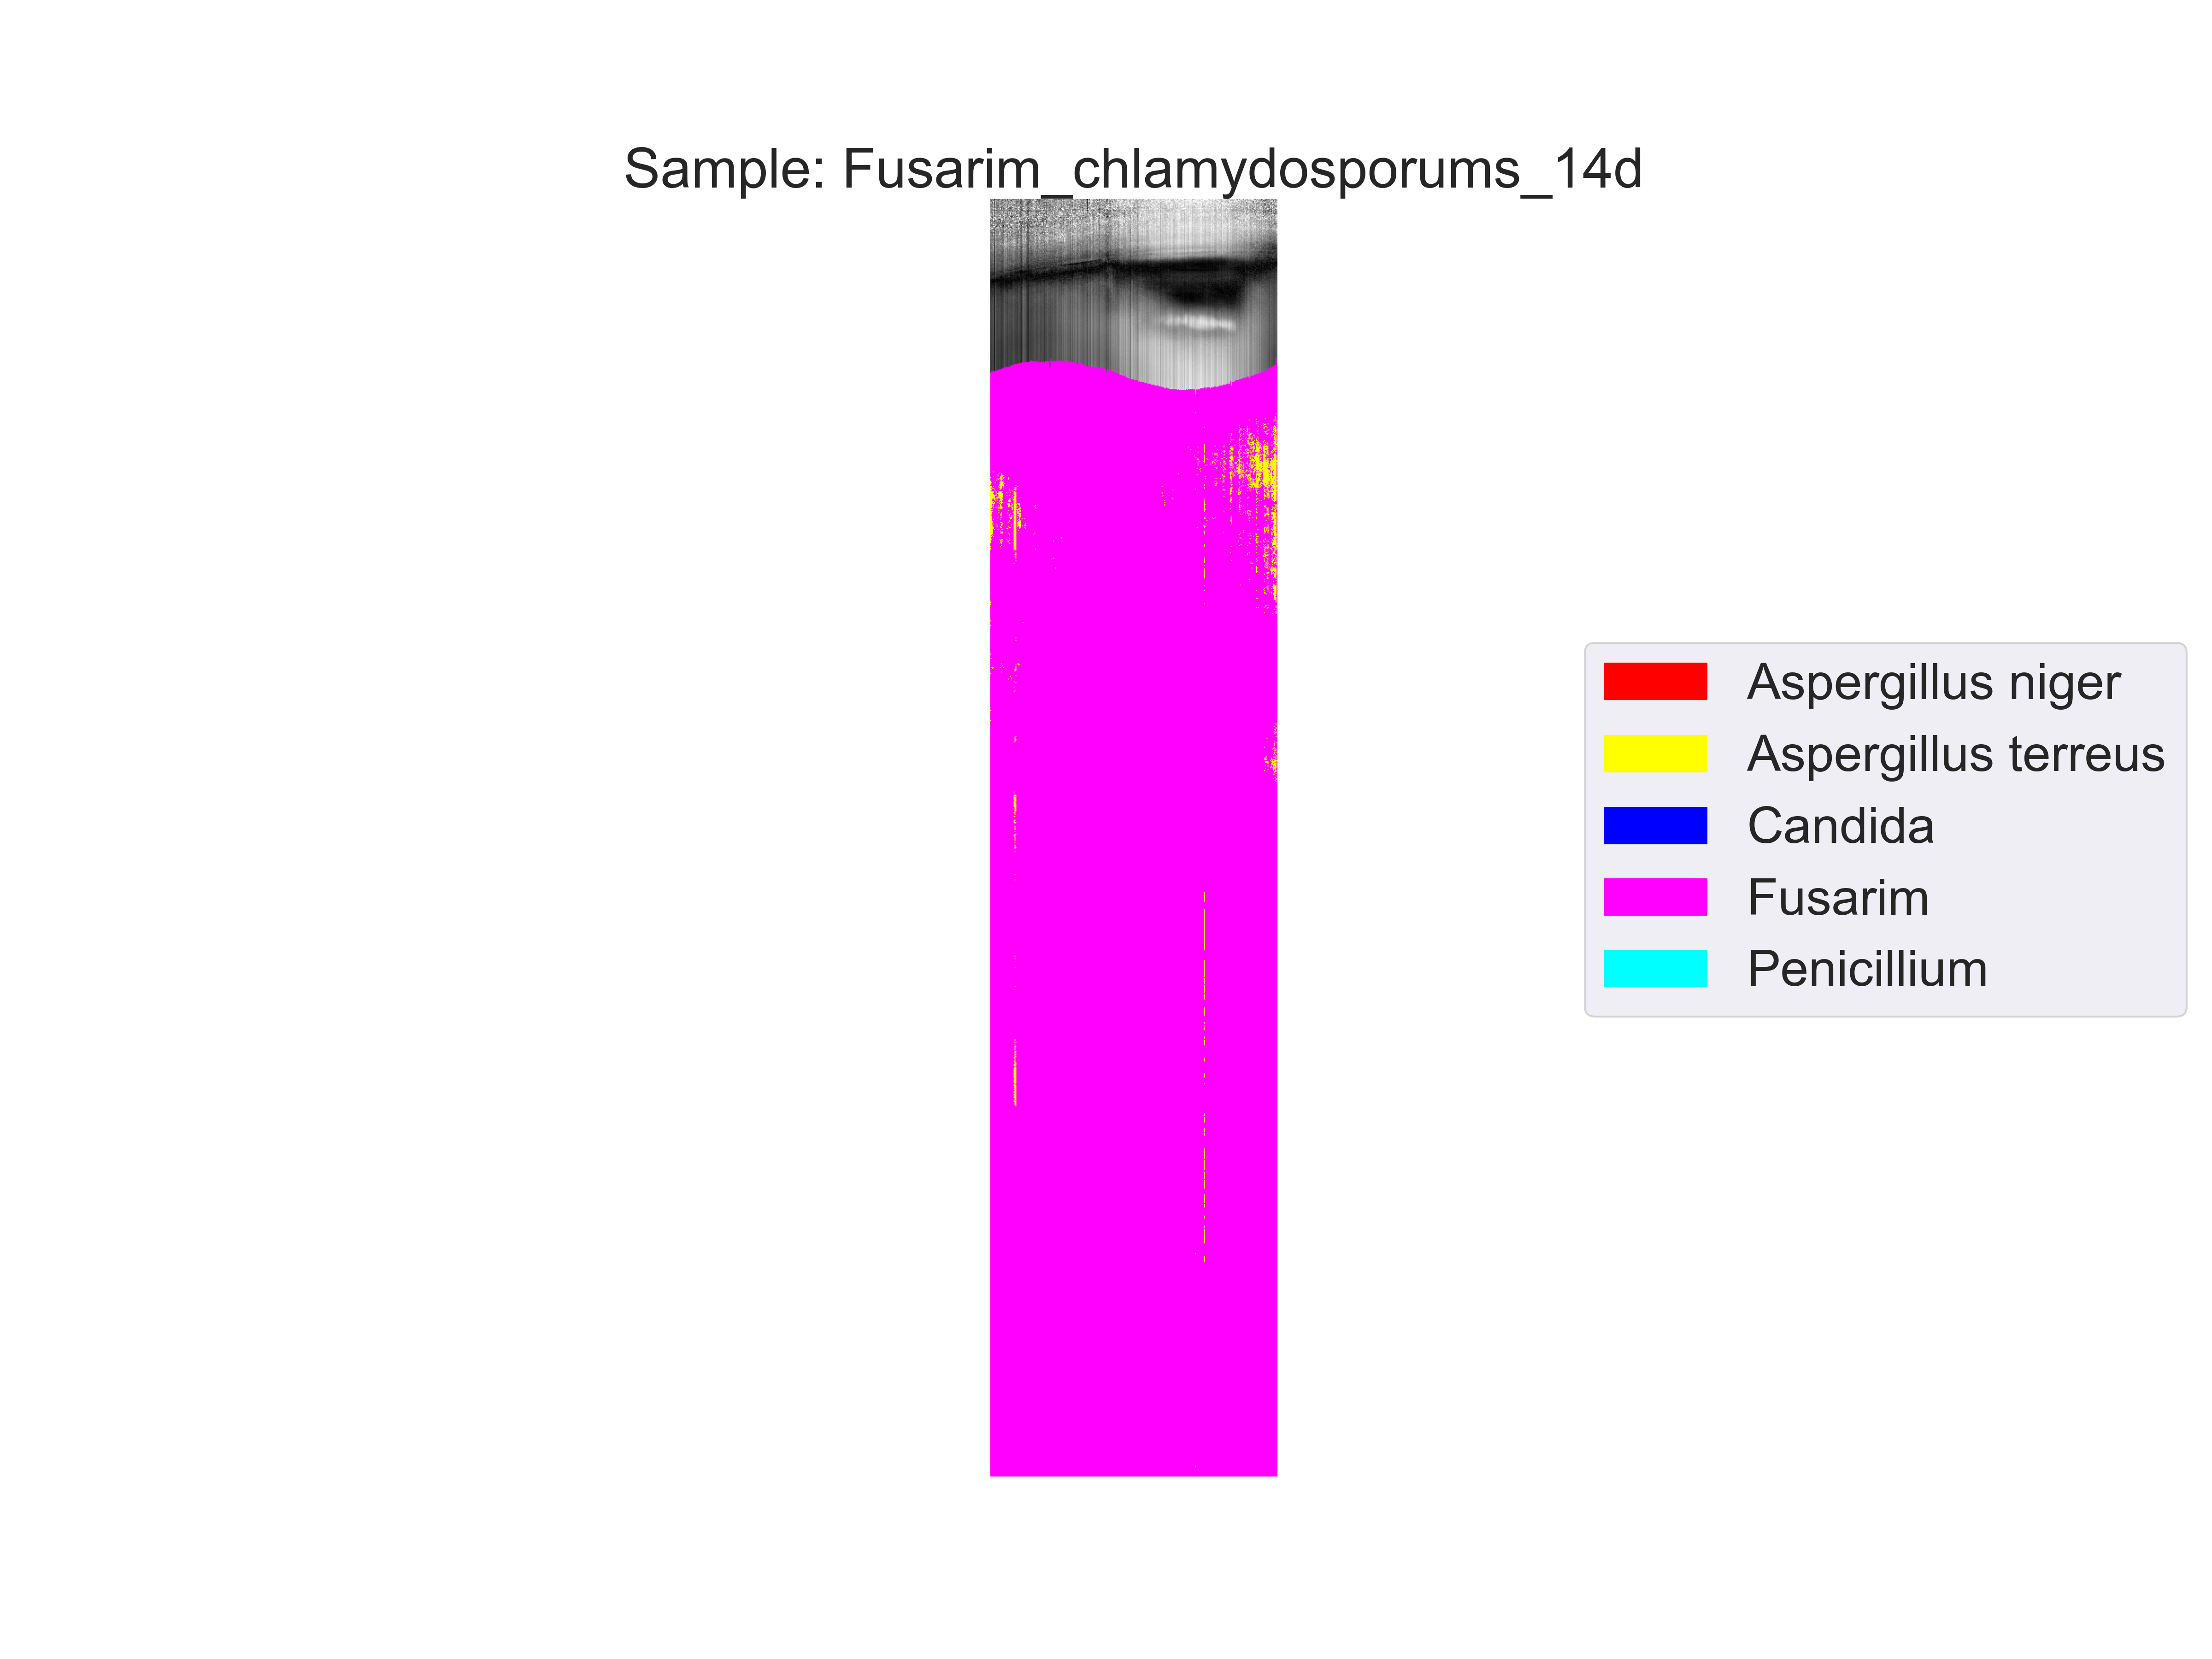 Sample: Fusarim_chlamydosporums_14d
Aspergillus niger
Aspergillus terreus
Candida
Fusarim
Penicillium